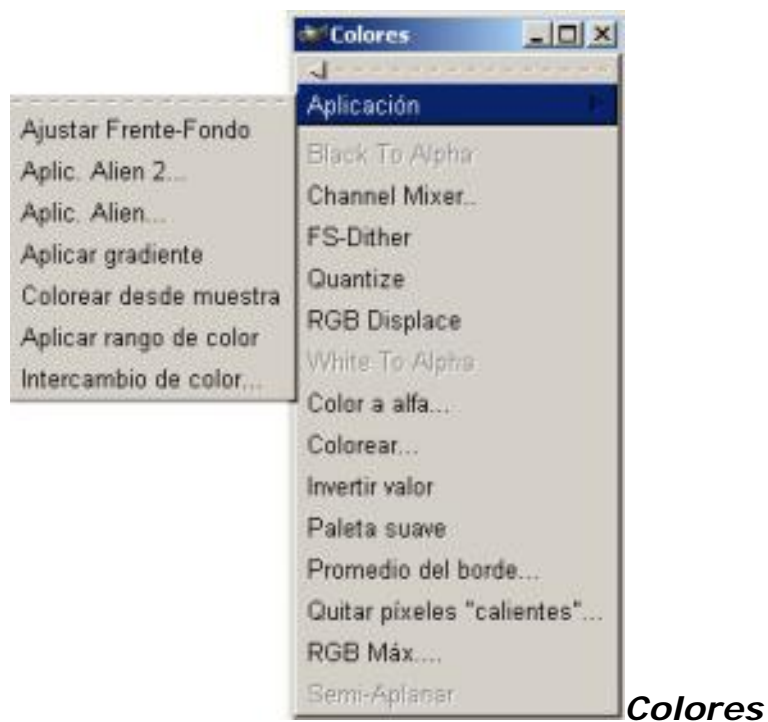 Colores
Aplicación
Ajustar Frente-Fondo
Aplic. Alien 2...
Aplic. Alien...
Aplicar gradiente
Colorear desde muestra
Aplicar rango de color
Intercambio de color...
Black To Alpha
Channel Mixer..
FS-Dither
Quantize
RGB Displace
White To Alpha
Color a alfa...
Colorear...
Invertir valor
Paleta suave
Promedio del borde...
Quitar píxeles "calientes"...
RGB Máx....
Semi-Aplanar
Colores